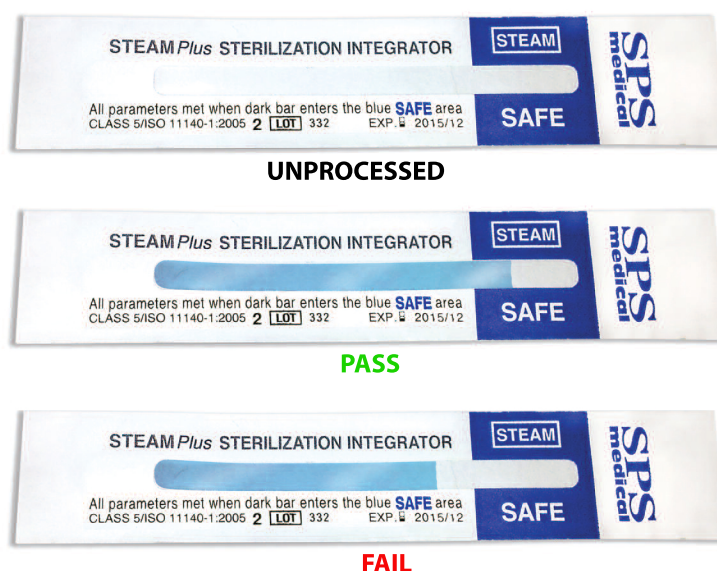 STEAM Plus STERILIZATION INTEGRATOR
STEAM
All parameters met when dark bar enters the blue SAFE area
CLASS 5/ISO 11140-1:2005 2 LOT 332 EXP. 2015/12
SAFE
SPS
medical
UNPROCESSED
STEAM Plus STERILIZATION INTEGRATOR
STEAM
All parameters met when dark bar enters the blue SAFE area
CLASS 5/ISO 11140-1:2005 2 LOT 332 EXP. 2015/12
SAFE
SPS
medical
PASS
STEAM Plus STERILIZATION INTEGRATOR
STEAM
All parameters met when dark bar enters the blue SAFE area
CLASS 5/ISO 11140-1:2005 2 LOT 332 EXP. 2015/12
SAFE
SPS
medical
FAIL